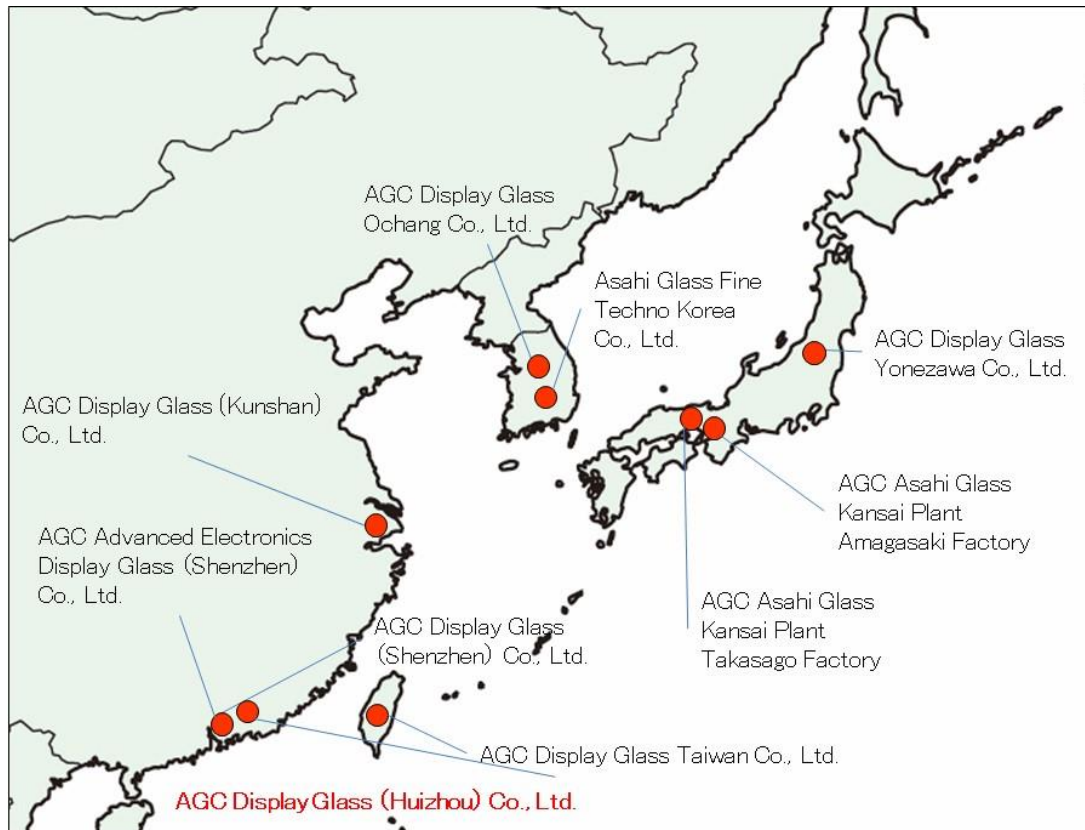 AGC Display Glass
Ochang Co., Ltd.
Asahi Glass Fine
Techno Korea
Co., Ltd.
AGC Display Glass
Yonezawa Co., Ltd.
AGC Display Glass (Kunshan)
Co., Ltd.
AGC Asahi Glass
Kansai Plant
Amagasaki Factory
AGC Advanced Electronics
Display Glass (Shenzhen)
Co., Ltd.
AGC Asahi Glass
Kansai Plant
Takasago Factory
AGC Display Glass
(Shenzhen) Co., Ltd.
AGC Display Glass Taiwan Co., Ltd.
AGC Display Glass (Huizhou) Co., Ltd.